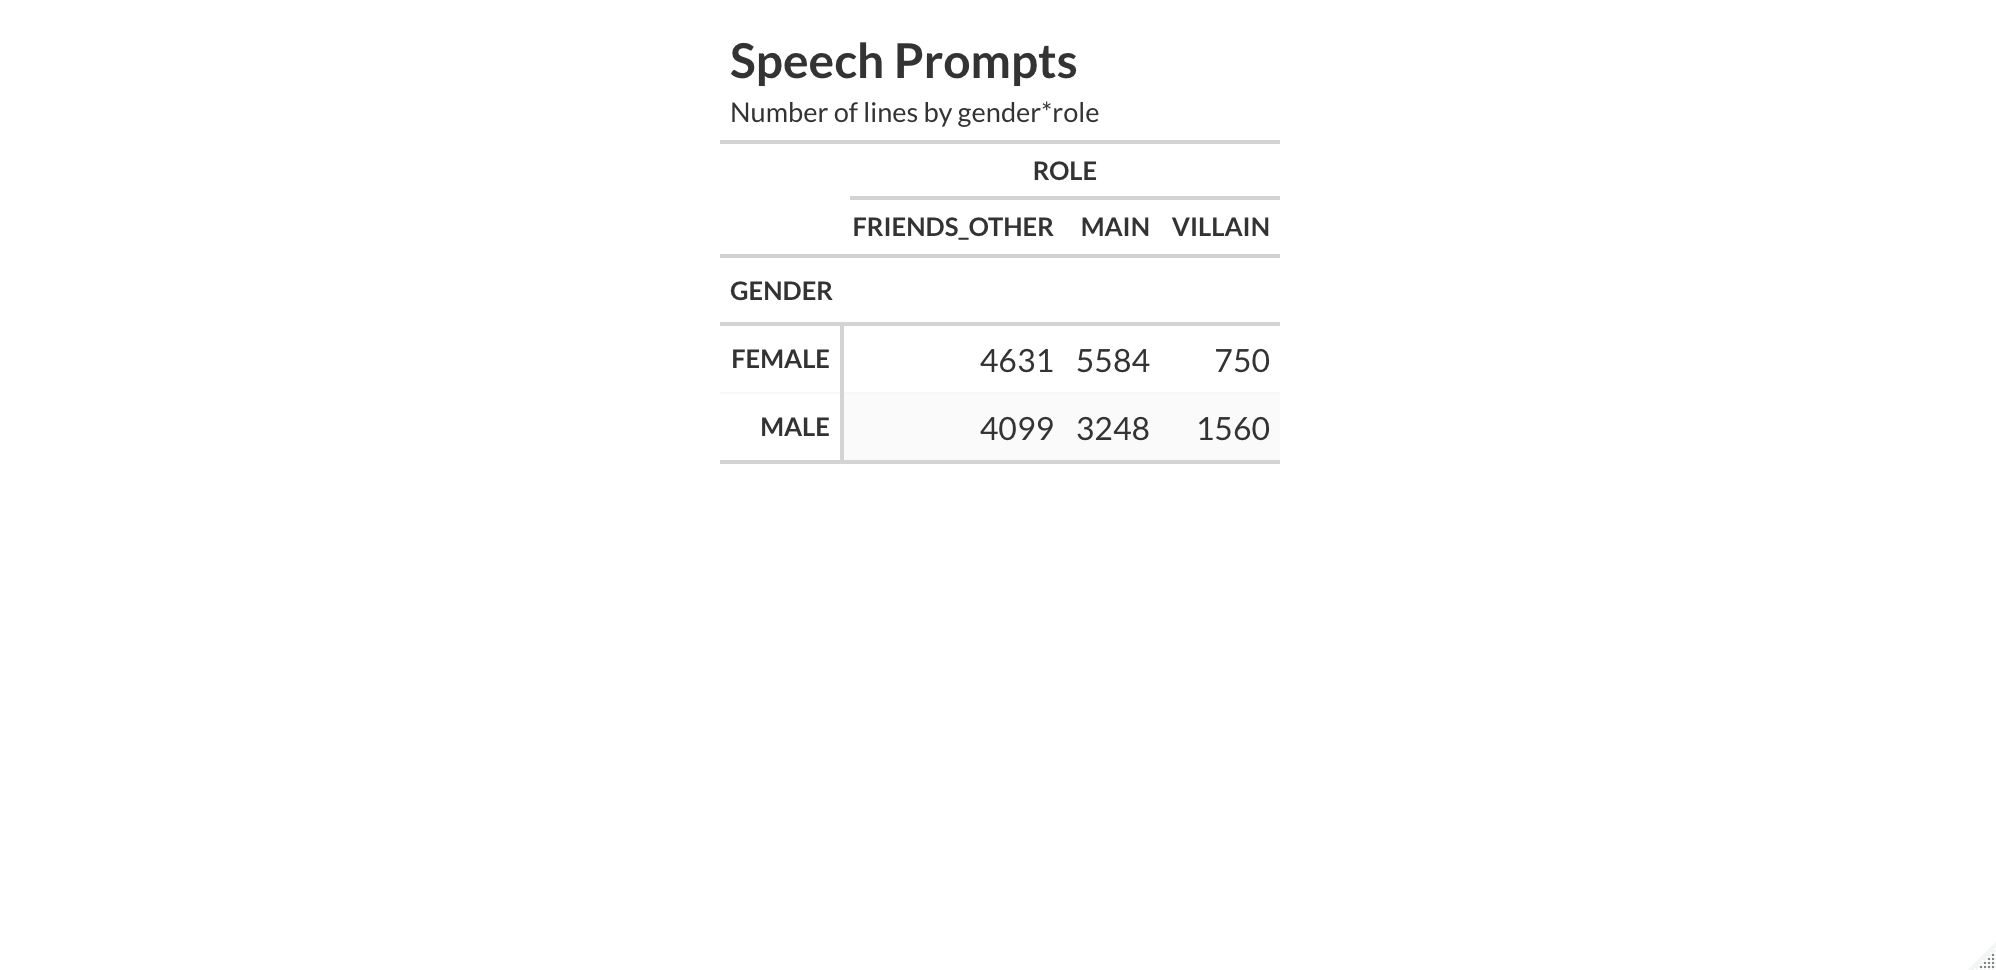 Speech Prompts
Number of lines by gender*role
ROLE
FRIENDS_OTHER MAIN VILLAIN
GENDER
FEMALE 4631 5584 750
MALE 4099 3248 1560